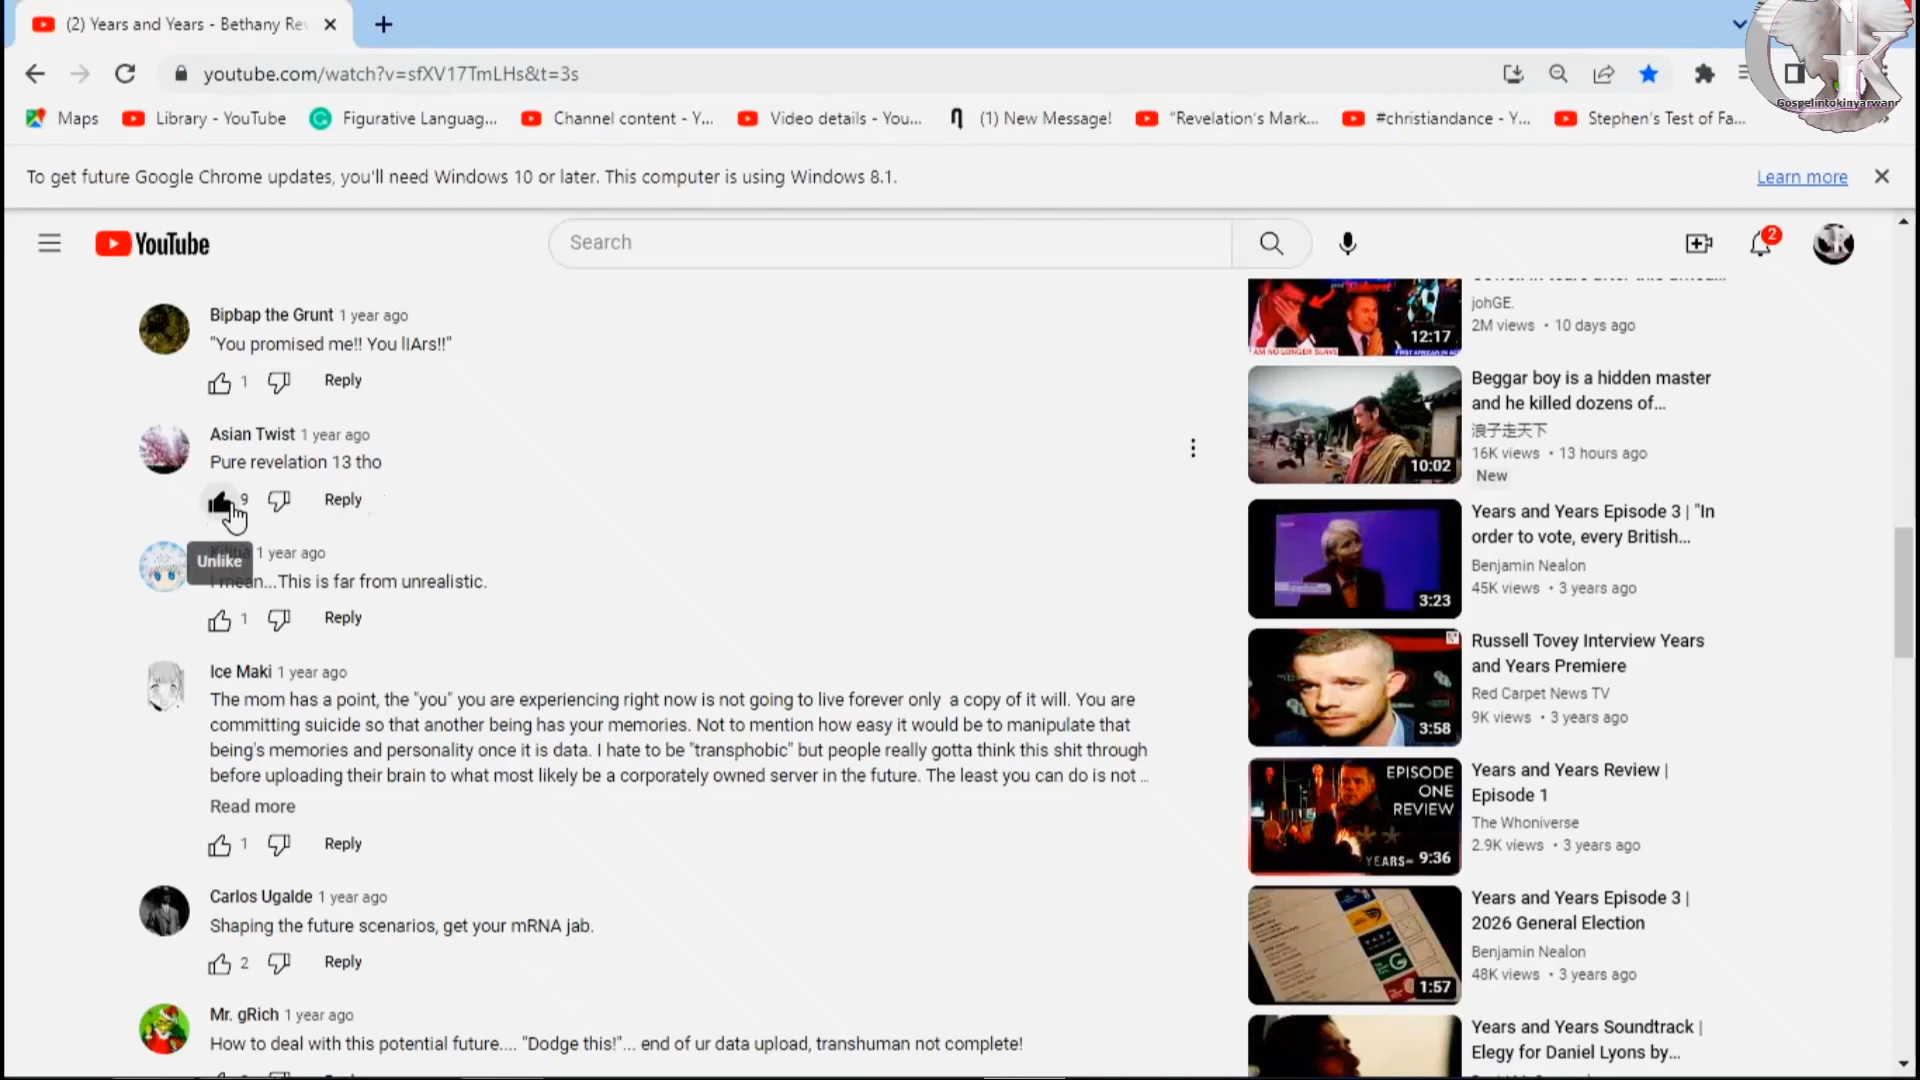 (2) Years and Years - Bethany Re
youtube.com/watch?v=sfXV17TmLHs&t=3s
Maps
Library - YouTube
Figurative Languag...
Channel content - Y...
Video details - You...
(1) New Message!
"Revelation's Mark...
#christiandance - Y...
Stephen's Test of Fa...
Gospelintokinyarwan
To get future Google Chrome updates, you'll need Windows 10 or later. This computer is using Windows 8.1.
Learn more
YouTube
Search
2
Bipbap the Grunt 1 year ago
"You promised me!! You lIArs!!"
1
Reply
Asian Twist 1 year ago
Pure revelation 13 tho
9
Reply
Unlike
1 year ago
mean...This is far from unrealistic.
1
Reply
Ice Maki 1 year ago
The mom has a point, the "you" you are experiencing right now is not going to live forever only a copy of it will. You are
committing suicide so that another being has your memories. Not to mention how easy it would be to manipulate that
being's memories and personality once it is data. I hate to be "transphobic" but people really gotta think this shit through
before uploading their brain to what most likely be a corporately owned server in the future. The least you can do is not ...
Read more
1
Reply
Carlos Ugalde 1 year ago
Shaping the future scenarios, get your mRNA jab.
2
Reply
Mr. gRich 1 year ago
How to deal with this potential future.... "Dodge this!"... end of ur data upload, transhuman not complete!
johGE.
2M views • 10 days ago
12:17
AM NO LONGER SLAVE
Beggar boy is a hidden master
and he killed dozens of...
浪子走天下
16K views • 13 hours ago
New
10:02
Years and Years Episode 3 | "In
order to vote, every British...
Benjamin Nealon
45K views • 3 years ago
3:23
Russell Tovey Interview Years
and Years Premiere
Red Carpet News TV
9K views • 3 years ago
3:58
EPISODE
ONE
REVIEW
YEARS
9:36
Years and Years Review |
Episode 1
The Whoniverse
2.9K views • 3 years ago
Years and Years Episode 3 |
2026 General Election
Benjamin Nealon
48K views • 3 years ago
1:57
Years and Years Soundtrack |
Elegy for Daniel Lyons by...